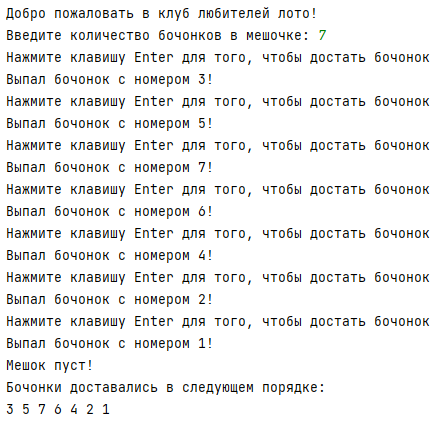 Добро пожаловать в клуб любителей лото!
Введите количество бочонков в мешочке: 7
Нажмите клавишу Enter для того, чтобы достать бочонок
Выпал бочонок с номером 3!
Нажмите клавишу Enter для того, чтобы достать бочонок
Выпал бочонок с номером 5!
Нажмите клавишу Enter для того, чтобы достать бочонок
Выпал бочонок с номером 7!
Нажмите клавишу Enter для того, чтобы достать бочонок
Выпал бочонок с номером 6!
Нажмите клавишу Enter для того, чтобы достать бочонок
Выпал бочонок с номером 4!
Нажмите клавишу Enter для того, чтобы достать бочонок
Выпал бочонок с номером 2!
Нажмите клавишу Enter для того, чтобы достать бочонок
Выпал бочонок с номером 1!
Мешок пуст!
Бочонки доставались в следующем порядке:
3 5 7 6 4 2 1